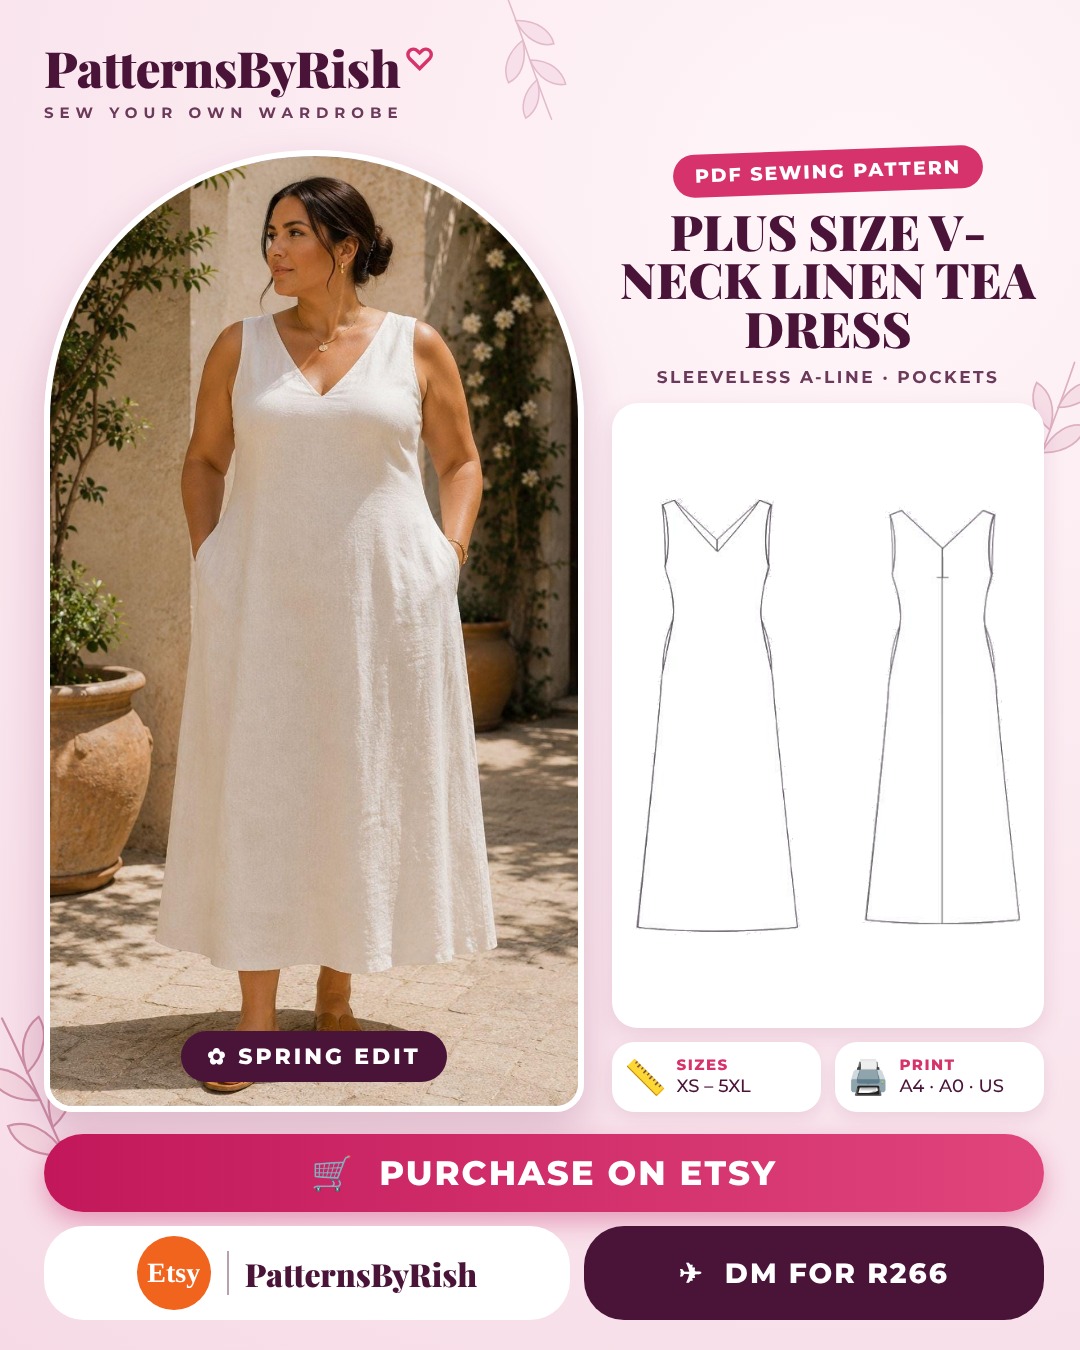 PatternsByRish
SEW YOUR OWN WARDROBE
PDF SEWING PATTERN
PLUS SIZE V-
NECK LINEN TEA
DRESS
SLEEVELESS A-LINE · POCKETS
✿ SPRING EDIT
SIZES
XS – 5XL
PRINT
A4 · A0 · US
PURCHASE ON ETSY
Etsy
PatternsByRish
✈ DM FOR R266